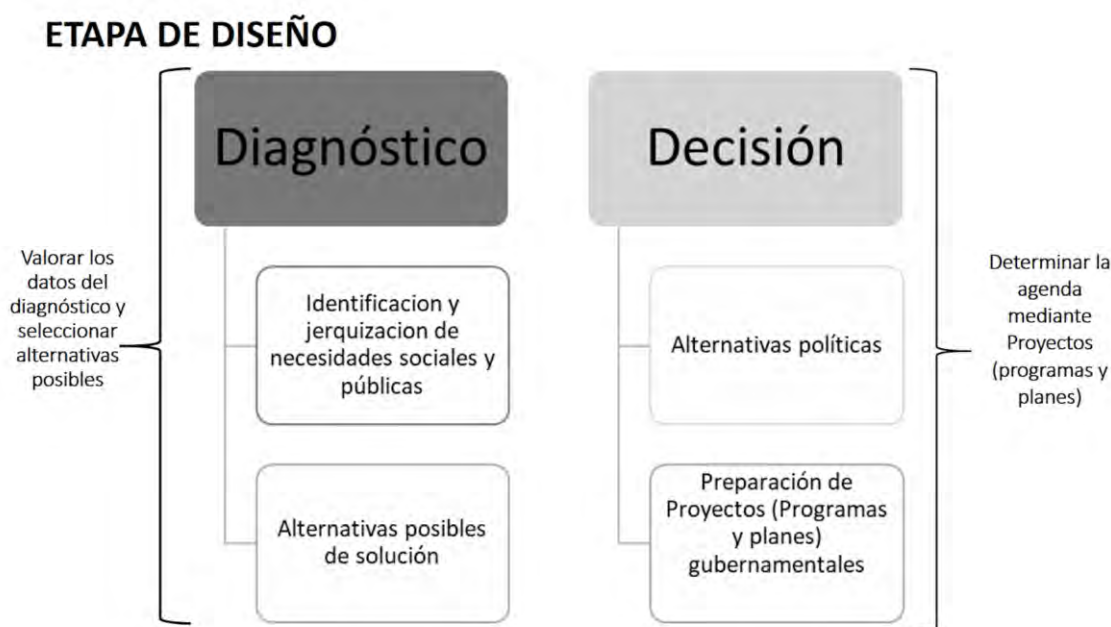 ETAPA DE DISEÑO
Valorar los
datos del
diagnóstico y
seleccionar
alternativas
posibles
Diagnóstico
Identificacion y
jerquizacion de
necesidades sociales y
públicas
Alternativas posibles
de solución
Decisión
Alternativas políticas
Preparación de
Proyectos (Programas
y planes)
gubernamentales
Determinar la
agenda
mediante
Proyectos
(programas y
planes)